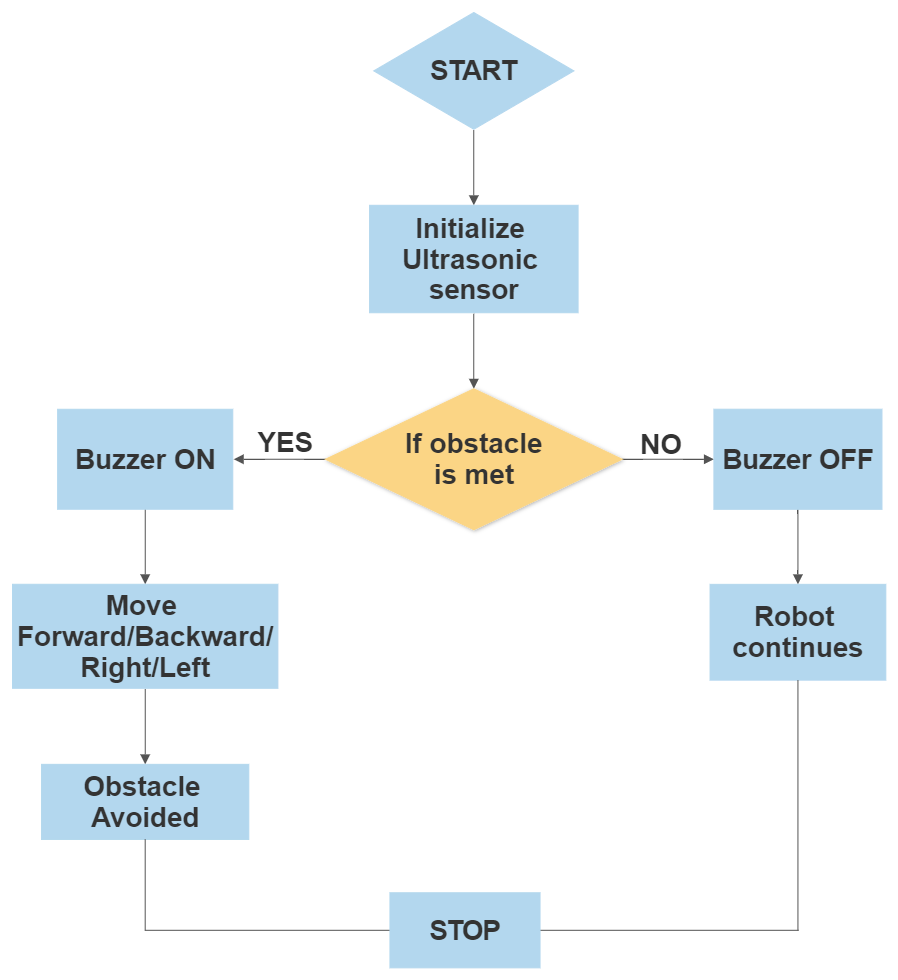 START
Initialize
Ultrasonic
sensor
If obstacle
is met
YES
NO
Buzzer ON
Buzzer OFF
Move
Forward/Backward/
Right/Left
Robot
continues
Obstacle
Avoided
STOP